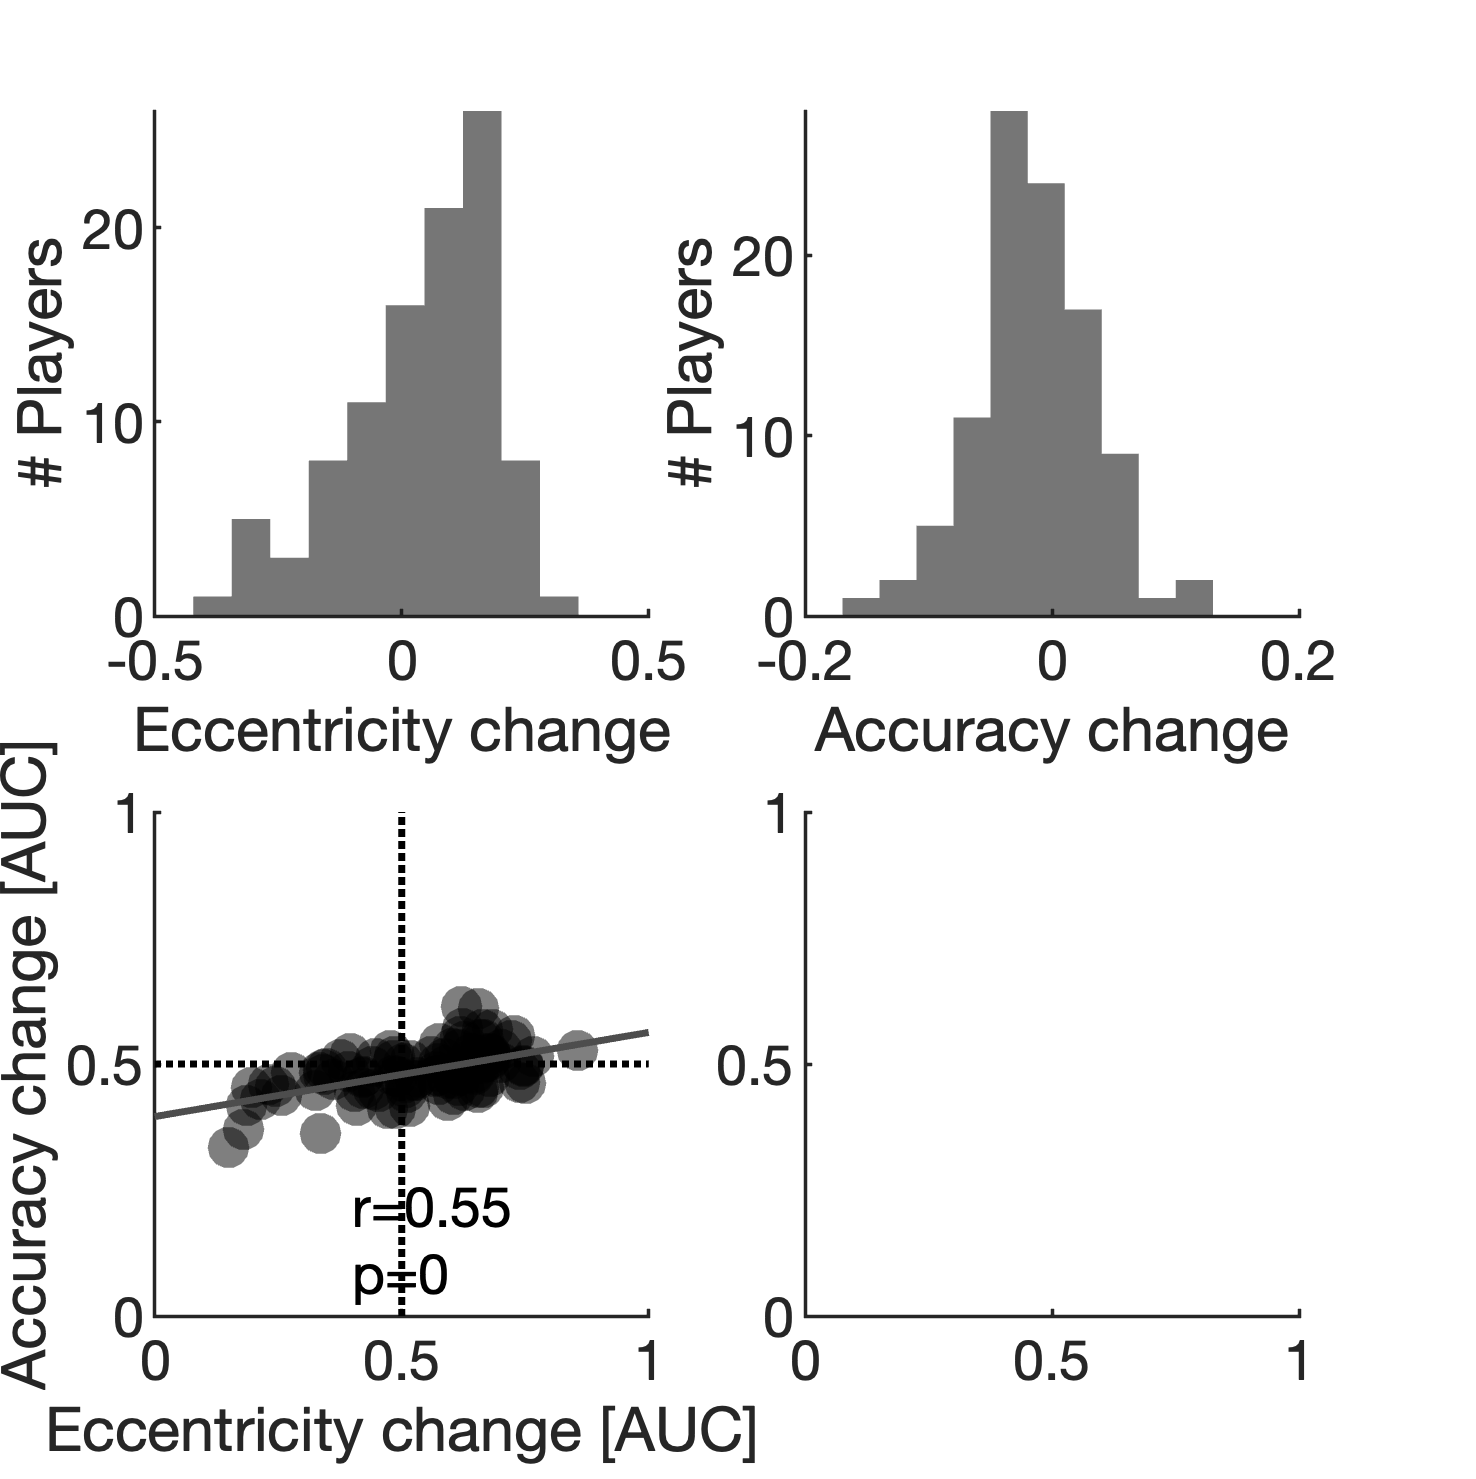 # Players
20
10
0
-0.5 0 0.5
Eccentricity change
# Players
20
10
0
-0.2 0 0.2
Accuracy change
Accuracy change [AUC]
1
0.5
0
r=0.55
p=0
0 0.5 1
Eccentricity change [AUC]
1
0.5
0
0 0.5 1